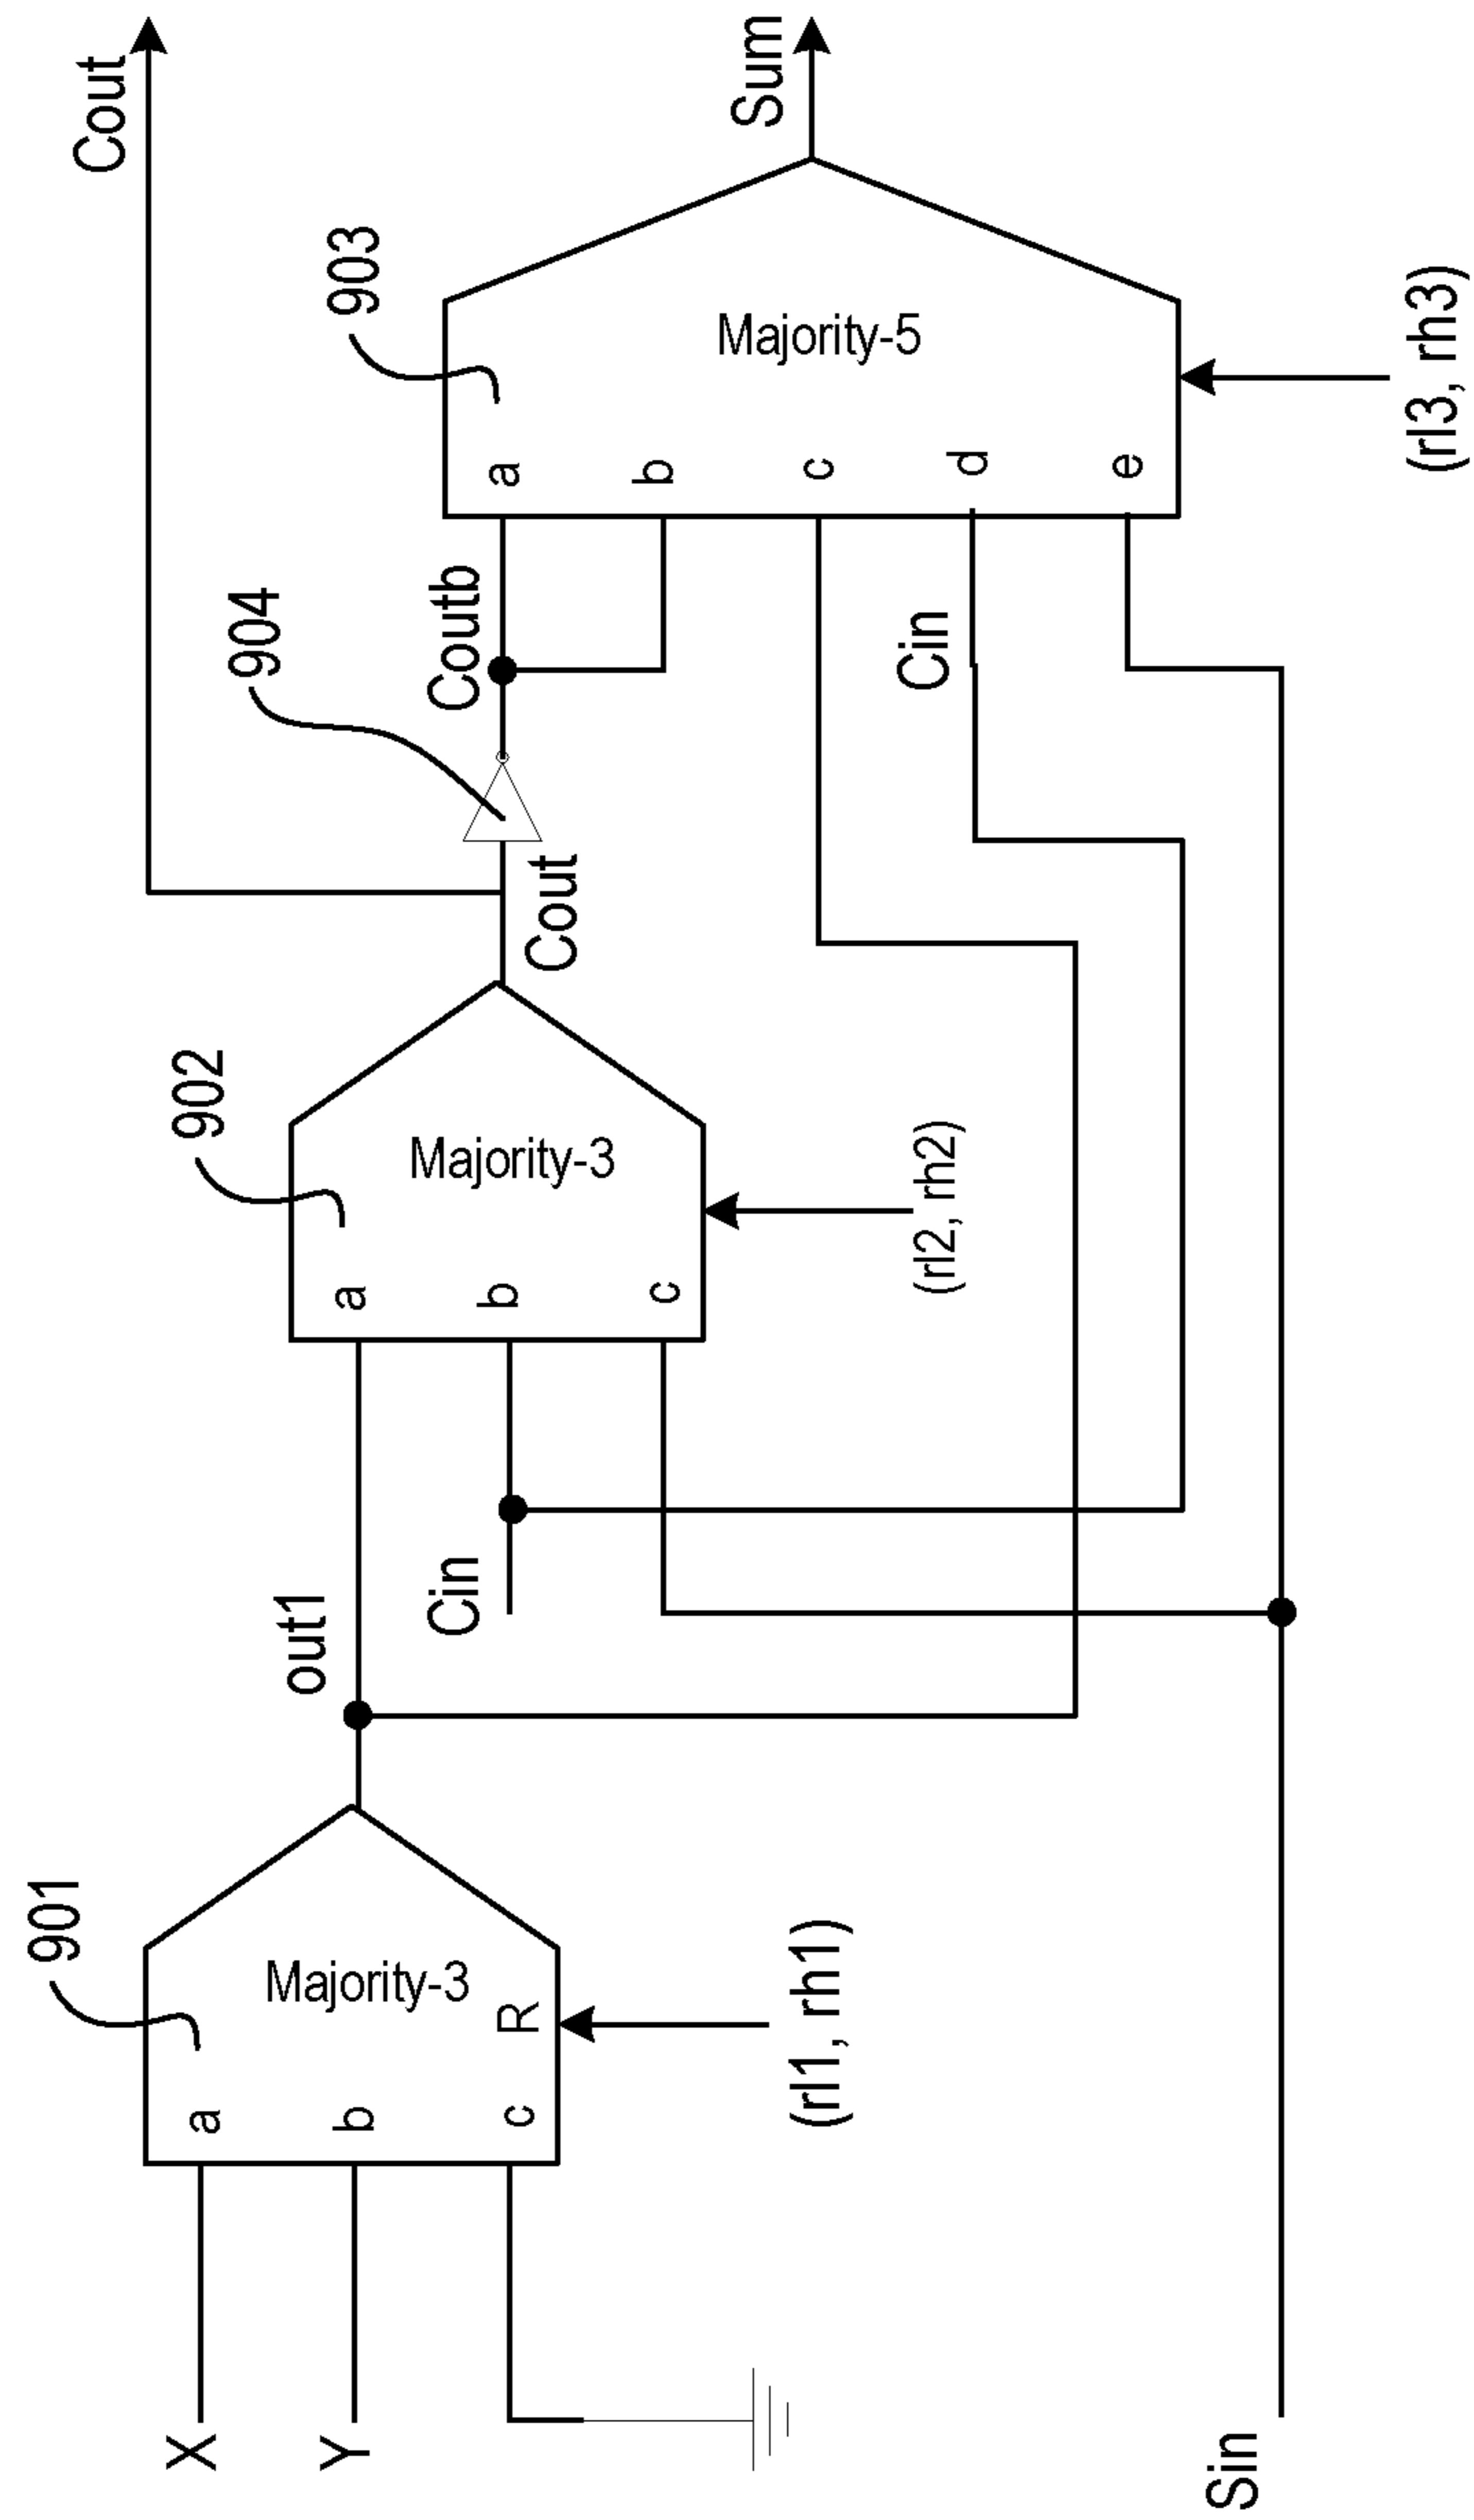 X
Y
Sin
901
a
b
c
Majority-3
R
(rl1, rh1)
out1
Cin
902
a
b
c
Majority-3
(rl2, rh2)
Cout
904
Coutb
Cin
903
a
b
c
d
e
Majority-5
(rl3, rh3)
Cout
Sum